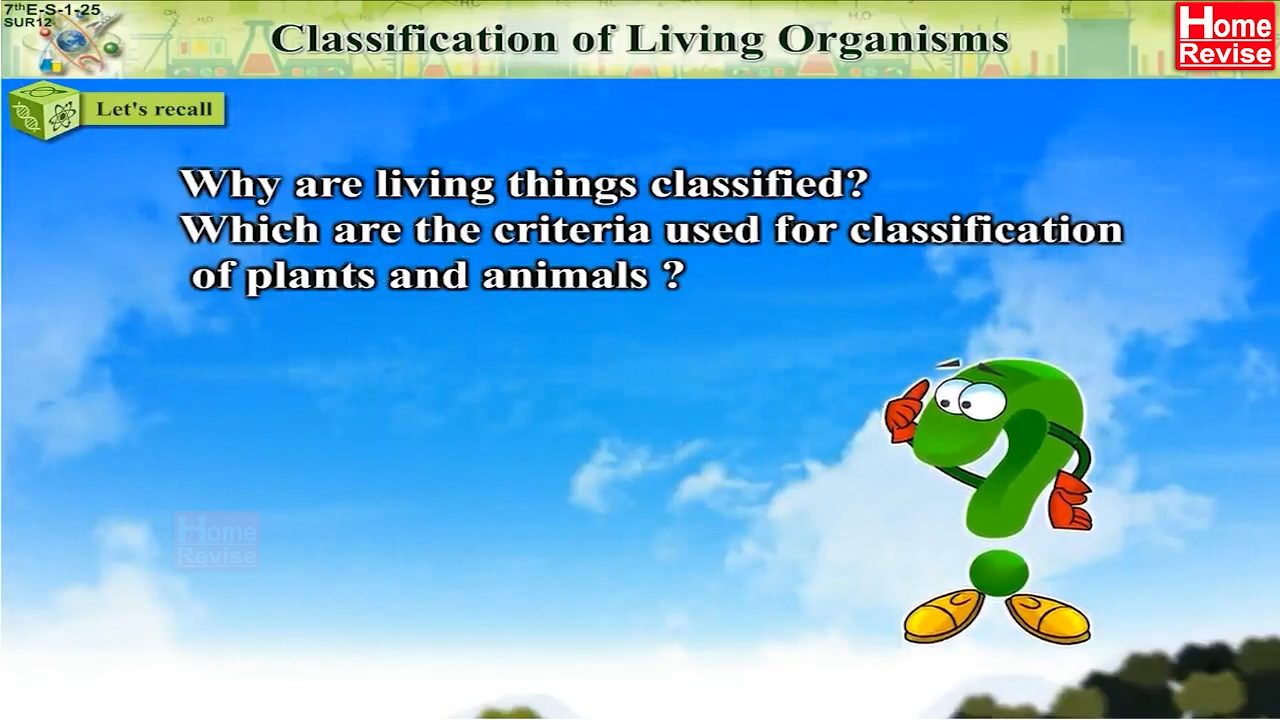 7thE-S-1-25
SUR12
Classification of Living Organisms
Home
Revise
Let's recall
Why are living things classified?
Which are the criteria used for classification
of plants and animals ?
Home
Revise